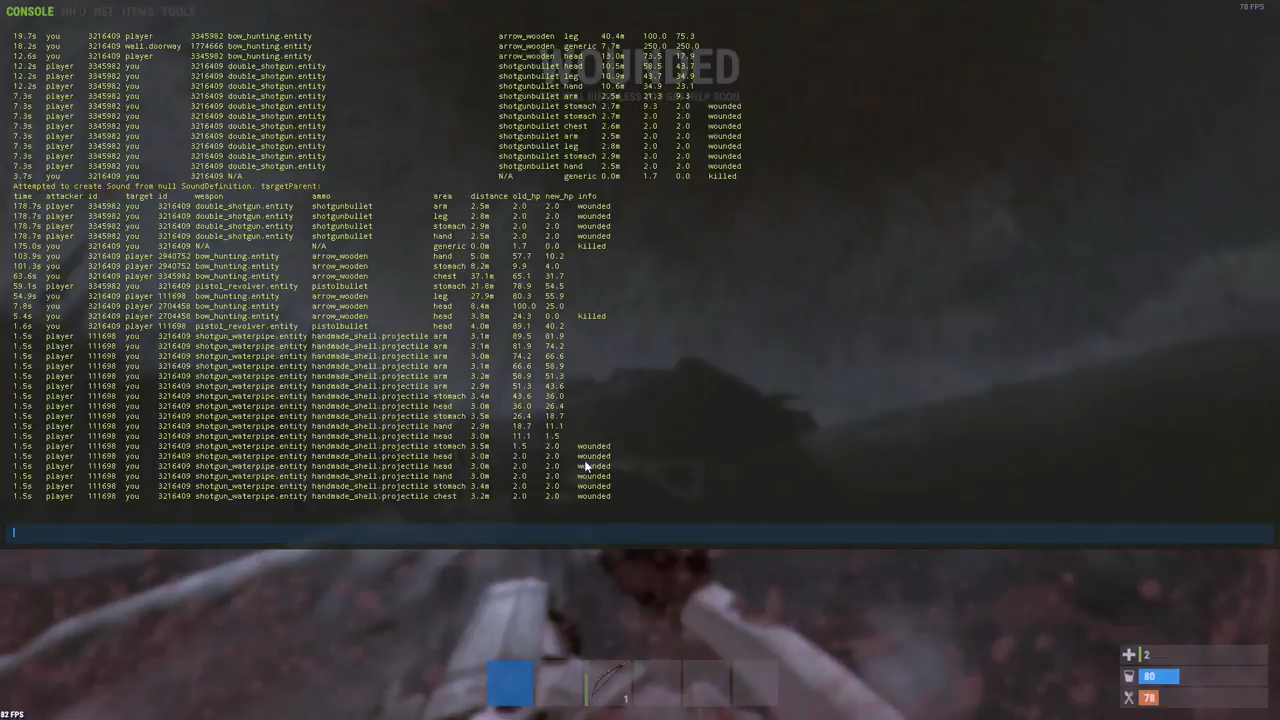 CONSOLE INFO NET ITEMS TOOLS
78 FPS
19.7s you 3216409 player 3345982 bow_hunting.entity arrow_wooden leg 40.4m 100.0 75.3
18.2s you 3216409 wall.doorway 1774666 bow_hunting.entity arrow_wooden generic 7.7m 250.0 250.0
12.6s you 3216409 player 3345982 bow_hunting.entity arrow_wooden head 13.0m 73.5 17.9
12.2s player 3345982 you 3216409 double_shotgun.entity shotgunbullet head 10.5m 58.5 43.7
12.2s player 3345982 you 3216409 double_shotgun.entity shotgunbullet leg 10.9m 43.7 34.9
12.2s player 3345982 you 3216409 double_shotgun.entity shotgunbullet hand 10.6m 34.9 23.1
7.3s player 3345982 you 3216409 double_shotgun.entity shotgunbullet arm 2.5m 21.3 9.3
7.3s player 3345982 you 3216409 double_shotgun.entity shotgunbullet stomach 2.7m 9.3 2.0 wounded
7.3s player 3345982 you 3216409 double_shotgun.entity shotgunbullet stomach 2.7m 2.0 2.0 wounded
7.3s player 3345982 you 3216409 double_shotgun.entity shotgunbullet chest 2.6m 2.0 2.0 wounded
7.3s player 3345982 you 3216409 double_shotgun.entity shotgunbullet arm 2.5m 2.0 2.0 wounded
7.3s player 3345982 you 3216409 double_shotgun.entity shotgunbullet leg 2.8m 2.0 2.0 wounded
7.3s player 3345982 you 3216409 double_shotgun.entity shotgunbullet stomach 2.9m 2.0 2.0 wounded
7.3s player 3345982 you 3216409 double_shotgun.entity shotgunbullet hand 2.5m 2.0 2.0 wounded
3.7s you 3216409 you 3216409 N/A N/A generic 0.0m 1.7 0.0 killed
WOUNDED
Attempted to create Sound from null SoundDefinition. targetParent:
time attacker id target id weapon ammo area distance old_hp new_hp info
178.7s player 3345982 you 3216409 double_shotgun.entity shotgunbullet arm 2.5m 2.0 2.0 wounded
178.7s player 3345982 you 3216409 double_shotgun.entity shotgunbullet leg 2.8m 2.0 2.0 wounded
178.7s player 3345982 you 3216409 double_shotgun.entity shotgunbullet stomach 2.9m 2.0 2.0 wounded
178.7s player 3345982 you 3216409 double_shotgun.entity shotgunbullet hand 2.5m 2.0 2.0 wounded
175.0s you 3216409 you 3216409 N/A N/A generic 0.0m 1.7 0.0 killed
103.9s you 3216409 player 2940752 bow_hunting.entity arrow_wooden hand 5.0m 57.7 10.2
101.3s you 3216409 player 2940752 bow_hunting.entity arrow_wooden stomach 8.2m 9.9 4.0
63.6s you 3216409 player 3345982 bow_hunting.entity arrow_wooden chest 37.1m 65.1 31.7
59.1s you 3216409 player 3345982 pistol_revolver.entity pistolbullet stomach 21.8m 78.9 54.5
54.9s you 3216409 player 111698 bow_hunting.entity arrow_wooden leg 27.9m 80.3 55.9
7.8s you 3216409 player 2704458 bow_hunting.entity arrow_wooden head 8.4m 100.0 25.0
5.4s you 3216409 player 2704458 bow_hunting.entity arrow_wooden head 3.8m 24.3 0.0 killed
1.6s you 3216409 player 111698 pistol_revolver.entity pistolbullet head 4.0m 89.1 40.2
1.5s player 111698 you 3216409 shotgun_waterpipe.entity handmade_shell.projectile arm 3.1m 89.5 81.9
1.5s player 111698 you 3216409 shotgun_waterpipe.entity handmade_shell.projectile arm 3.1m 81.9 74.2
1.5s player 111698 you 3216409 shotgun_waterpipe.entity handmade_shell.projectile arm 3.0m 74.2 66.6
1.5s player 111698 you 3216409 shotgun_waterpipe.entity handmade_shell.projectile arm 3.1m 66.6 58.9
1.5s player 111698 you 3216409 shotgun_waterpipe.entity handmade_shell.projectile arm 3.2m 58.9 51.3
1.5s player 111698 you 3216409 shotgun_waterpipe.entity handmade_shell.projectile arm 2.9m 51.3 43.6
1.5s player 111698 you 3216409 shotgun_waterpipe.entity handmade_shell.projectile stomach 3.4m 43.6 36.0
1.5s player 111698 you 3216409 shotgun_waterpipe.entity handmade_shell.projectile head 3.0m 36.0 26.4
1.5s player 111698 you 3216409 shotgun_waterpipe.entity handmade_shell.projectile stomach 3.5m 26.4 18.7
1.5s player 111698 you 3216409 shotgun_waterpipe.entity handmade_shell.projectile hand 2.9m 18.7 11.1
1.5s player 111698 you 3216409 shotgun_waterpipe.entity handmade_shell.projectile head 3.0m 11.1 1.5
1.5s player 111698 you 3216409 shotgun_waterpipe.entity handmade_shell.projectile stomach 3.5m 1.5 2.0 wounded
1.5s player 111698 you 3216409 shotgun_waterpipe.entity handmade_shell.projectile head 3.0m 2.0 2.0 wounded
1.5s player 111698 you 3216409 shotgun_waterpipe.entity handmade_shell.projectile head 3.0m 2.0 2.0 wounded
1.5s player 111698 you 3216409 shotgun_waterpipe.entity handmade_shell.projectile hand 3.0m 2.0 2.0 wounded
1.5s player 111698 you 3216409 shotgun_waterpipe.entity handmade_shell.projectile stomach 3.4m 2.0 2.0 wounded
1.5s player 111698 you 3216409 shotgun_waterpipe.entity handmade_shell.projectile chest 3.2m 2.0 2.0 wounded
2
80
1
78
82 FPS